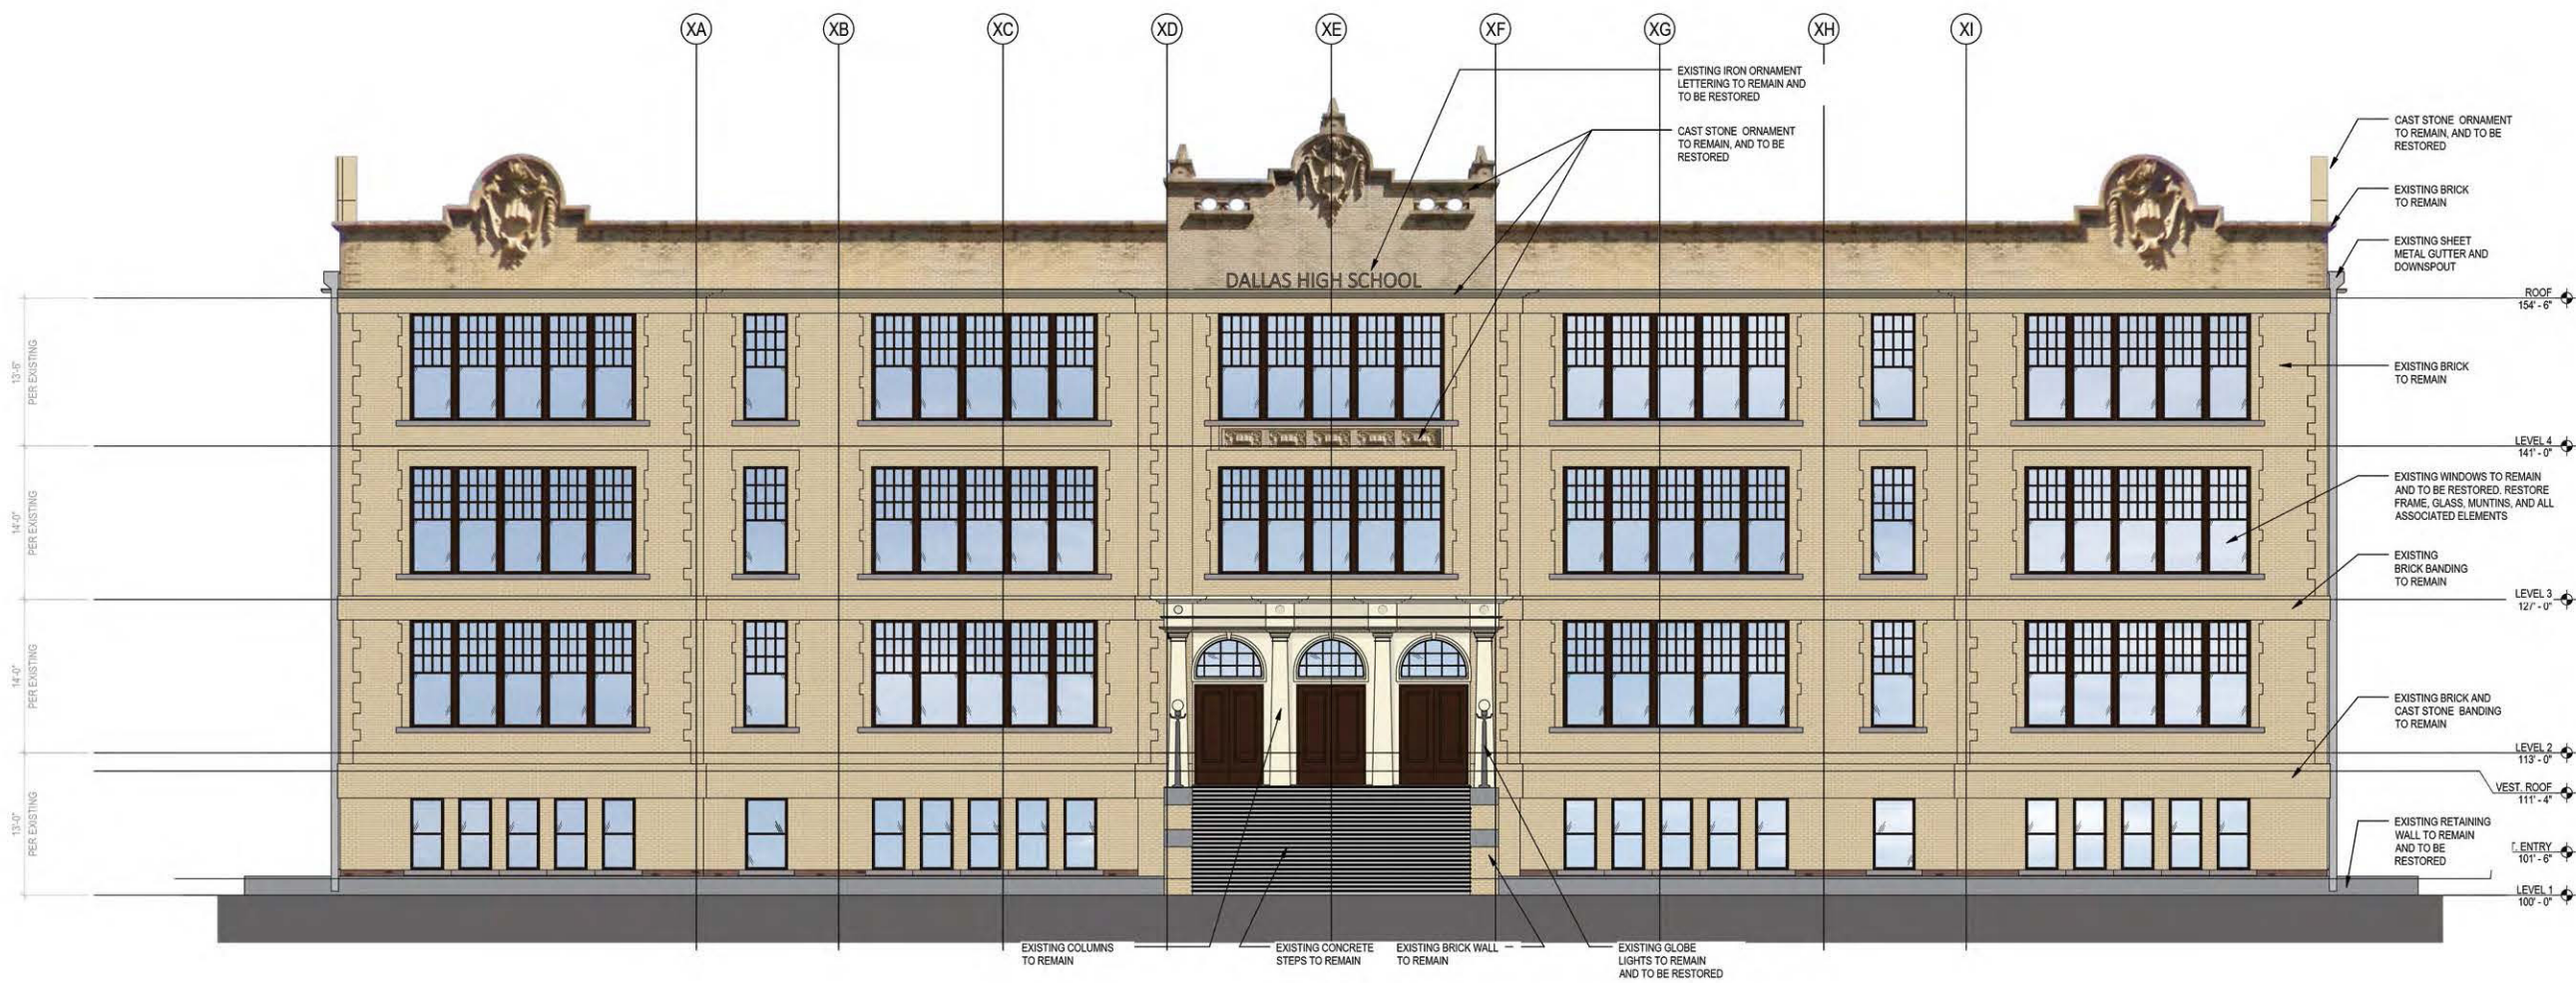 XA
XB
XC
XD
XE
XF
XG
XH
XI
EXISTING IRON ORNAMENT
LETTERING TO REMAIN AND
TO BE RESTORED
CAST STONE ORNAMENT
TO REMAIN, AND TO BE
RESTORED
CAST STONE ORNAMENT
TO REMAIN, AND TO BE
RESTORED
EXISTING BRICK
TO REMAIN
EXISTING SHEET
METAL GUTTER AND
DOWNSPOUT
DALLAS HIGH SCHOOL
ROOF
154' - 6"
13'-6"
PER EXISTING
EXISTING BRICK
TO REMAIN
LEVEL 4
141' - 0"
EXISTING WINDOWS TO REMAIN
AND TO BE RESTORED. RESTORE
FRAME, GLASS, MUNTINS, AND ALL
ASSOCIATED ELEMENTS
14'-0"
PER EXISTING
EXISTING
BRICK BANDING
TO REMAIN
LEVEL 3
127' - 0"
14'-0"
PER EXISTING
EXISTING BRICK AND
CAST STONE BANDING
TO REMAIN
LEVEL 2
113' - 0"
VEST. ROOF
111' - 4"
13'-0"
PER EXISTING
EXISTING RETAINING
WALL TO REMAIN
AND TO BE
RESTORED
T. ENTRY
101' - 6"
LEVEL 1
100' - 0"
EXISTING COLUMNS
TO REMAIN
EXISTING CONCRETE
STEPS TO REMAIN
EXISTING BRICK WALL
TO REMAIN
EXISTING GLOBE
LIGHTS TO REMAIN
AND TO BE RESTORED